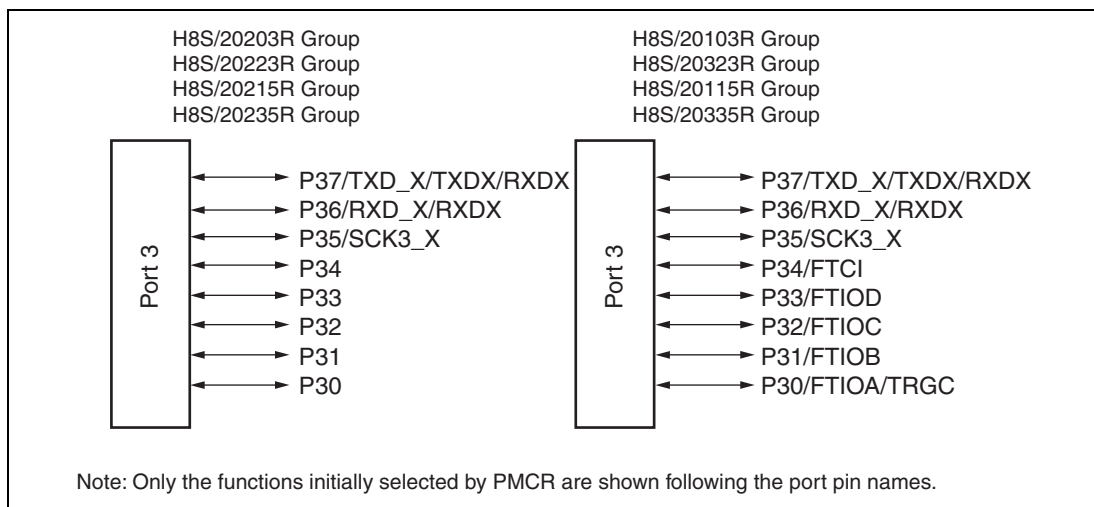 H8S/20203R Group
H8S/20223R Group
H8S/20215R Group
H8S/20235R Group
Port 3
P37/TXD_X/TXDX/RXDX
P36/RXD_X/RXDX
P35/SCK3_X
P34
P33
P32
P31
P30
H8S/20103R Group
H8S/20323R Group
H8S/20115R Group
H8S/20335R Group
Port 3
P37/TXD_X/TXDX/RXDX
P36/RXD_X/RXDX
P35/SCK3_X
P34/FTCI
P33/FTIOD
P32/FTIOC
P31/FTIOB
P30/FTIOA/TRGC
Note: Only the functions initially selected by PMCR are shown following the port pin names.